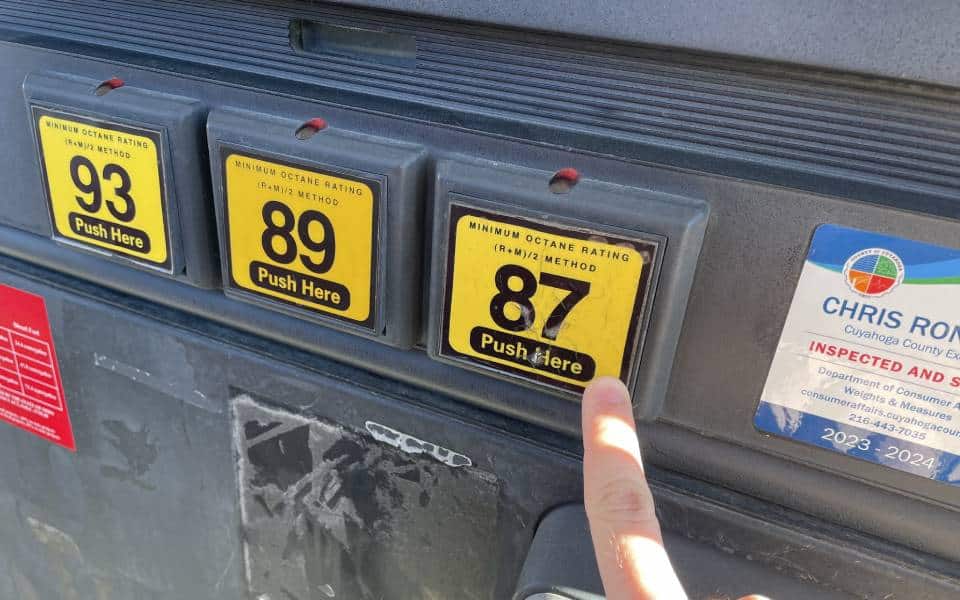 MINIMUM OCTANE RATING
(R+M)/2 METHOD
93
Push Here
MINIMUM OCTANE RATING
(R+M)/2 METHOD
89
Push Here
MINIMUM OCTANE RATING
(R+M)/2 METHOD
87
Push Here
CHRIS RON
Cuyahoga County Ex
INSPECTED AND S
Department of Consumer A
Weights & Measures
consumeraffairs.cuyahogacoun
216-443-7035
2023 - 2024